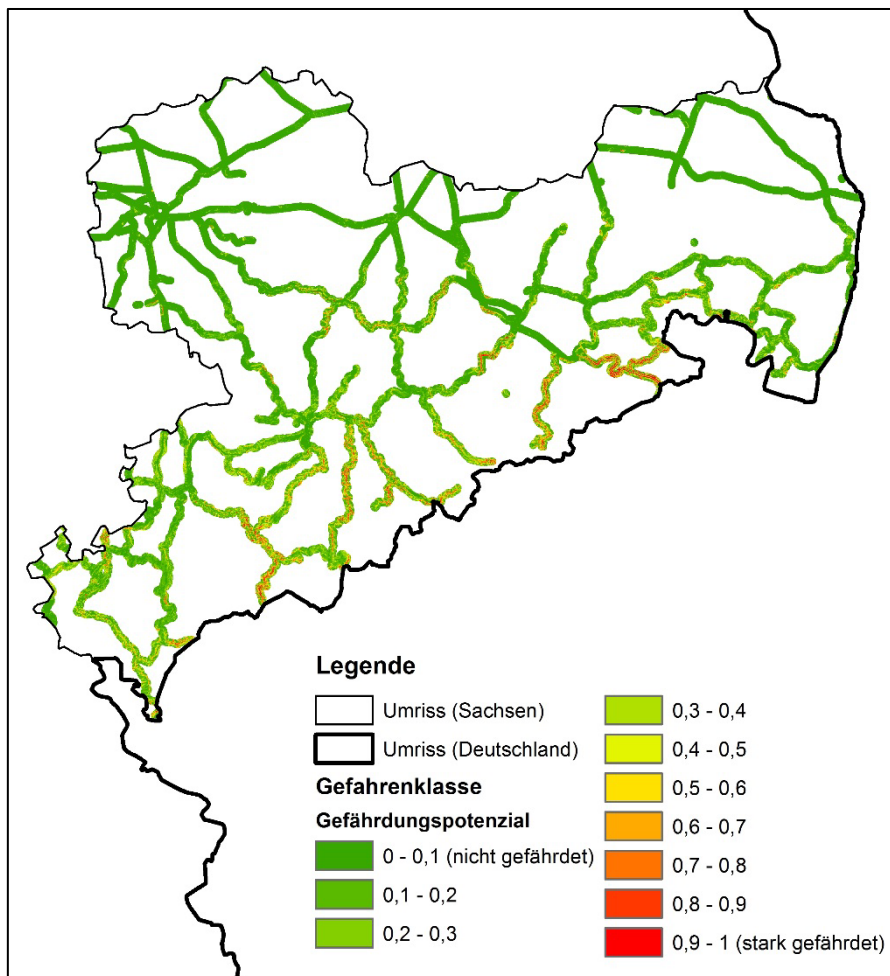 Legende
Umriss (Sachsen)
Umriss (Deutschland)
Gefahrenklasse
Gefährdungspotenzial
0 - 0,1 (nicht gefährdet)
0,1 - 0,2
0,2 - 0,3
0,3 - 0,4
0,4 - 0,5
0,5 - 0,6
0,6 - 0,7
0,7 - 0,8
0,8 - 0,9
0,9 - 1 (stark gefährdet)